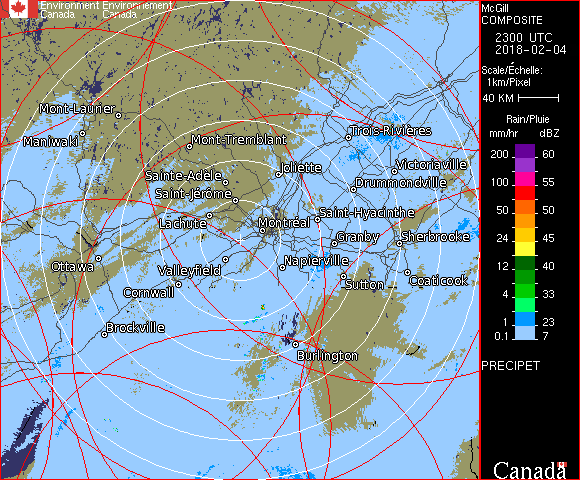 Environment Environnement
Canada Canada
McGill
COMPOSITE
2300 UTC
2018-02-04
Scale/Échelle:
1km/Pixel
40 KM
Rain/Pluie
mm/hr dBZ
200 60
100 55
50 50
24 45
12 40
4 33
1 23
0.1 7
PRECIPET
Canada
Mont-Laurier
Maniwaki
Mont-Tremblant
Trois-Rivières
Joliette
Victoriaville
Sainte-Adèle
Drummondville
Saint-Jérôme
Saint-Hyacinthe
Lachute
Montréal
Granby
Sherbrooke
Ottawa
Valleyfield
Napierville
Sutton
Coaticook
Cornwall
Brockville
Burlington